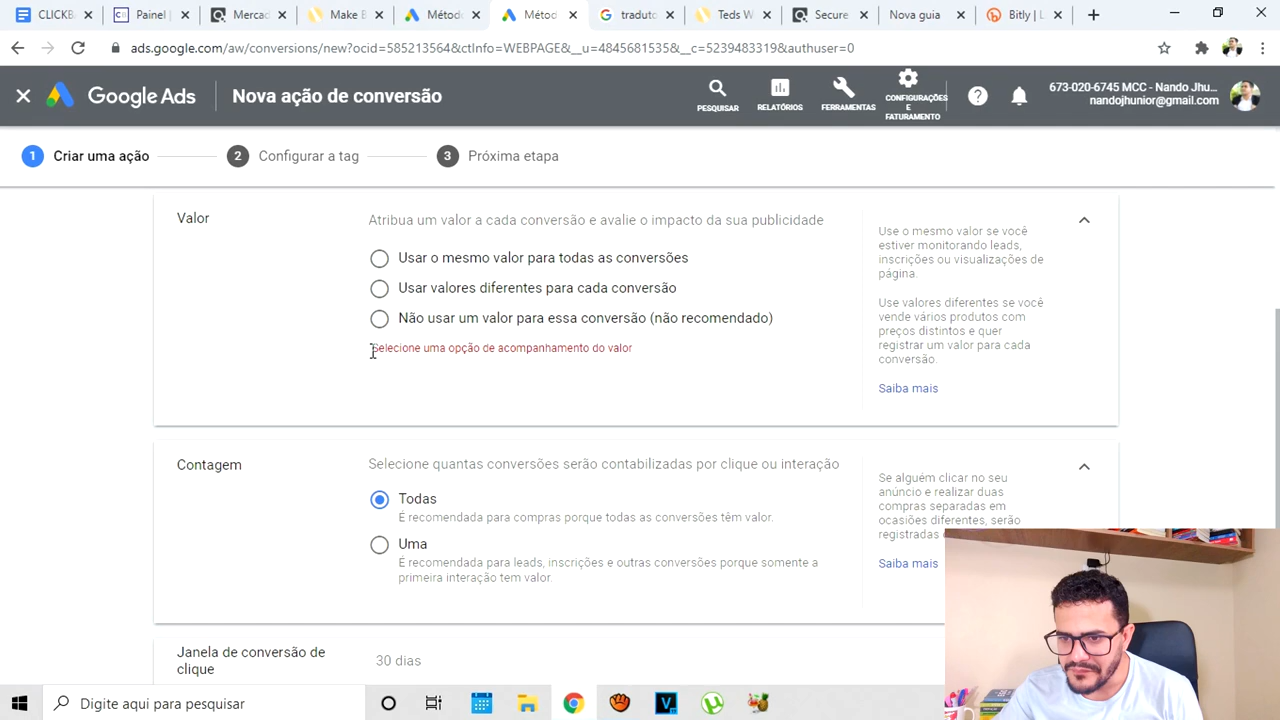 CLICKB
Painel |
Mercad
Make B
Métod
Métoo
traduto
Teds W
Secure
Nova guia
Bitly | L
ads.google.com/aw/conversions/new?ocid=585213564&ctInfo=WEBPAGE&__u=4845681535&__c=5239483319&authuser=0
Google Ads
Nova ação de conversão
PESQUISAR
RELATÓRIOS
FERRAMENTAS
CONFIGURAÇÕES
E
FATURAMENTO
673-020-6745 MCC - Nando Jhu...
nandojhunior@gmail.com
1 Criar uma ação
2 Configurar a tag
3 Próxima etapa
Valor
Atribua um valor a cada conversão e avalie o impacto da sua publicidade
Usar o mesmo valor para todas as conversões
Usar valores diferentes para cada conversão
Não usar um valor para essa conversão (não recomendado)
Selecione uma opção de acompanhamento do valor
Use o mesmo valor se você
estiver monitorando leads,
inscrições ou visualizações de
página.
Use valores diferentes se você
vende vários produtos com
preços distintos e quer
registrar um valor para cada
conversão.
Saiba mais
Contagem
Selecione quantas conversões serão contabilizadas por clique ou interação
Todas
É recomendada para compras porque todas as conversões têm valor.
Uma
É recomendada para leads, inscrições e outras conversões porque somente a
primeira interação tem valor.
Se alguém clicar no seu
anúncio e realizar duas
compras separadas em
ocasiões diferentes, serão
registradas
Saiba mais
Janela de conversão de
clique
30 dias
Digite aqui para pesquisar